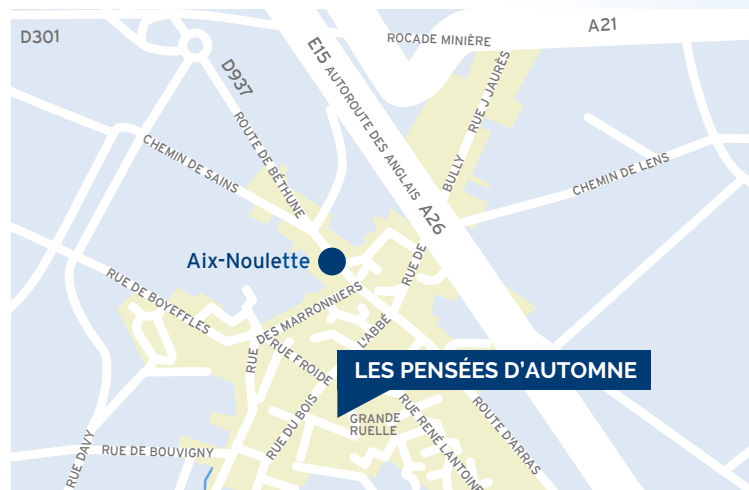 D301
ROCADE MINIÈRE
A21
E15 AUTOROUTE DES ANGLAIS A26
D937
ROUTE DE BÉTHUNE
CHEMIN DE SAINS
RUE J JAURÈS
BULLY
RUE DE
CHEMIN DE LENS
Aix-Noulette
RUE DE BOYEFFLES
RUE DES MARRONNIERS
L'ABBÉ
RUE FROIDE
LES PENSÉES D'AUTOMNE
RUE DU BOIS
GRANDE
RUELLE
RUE RENÉ LANTOINE
ROUTE D'ARRAS
RUE DAVY
RUE DE BOUVIGNY